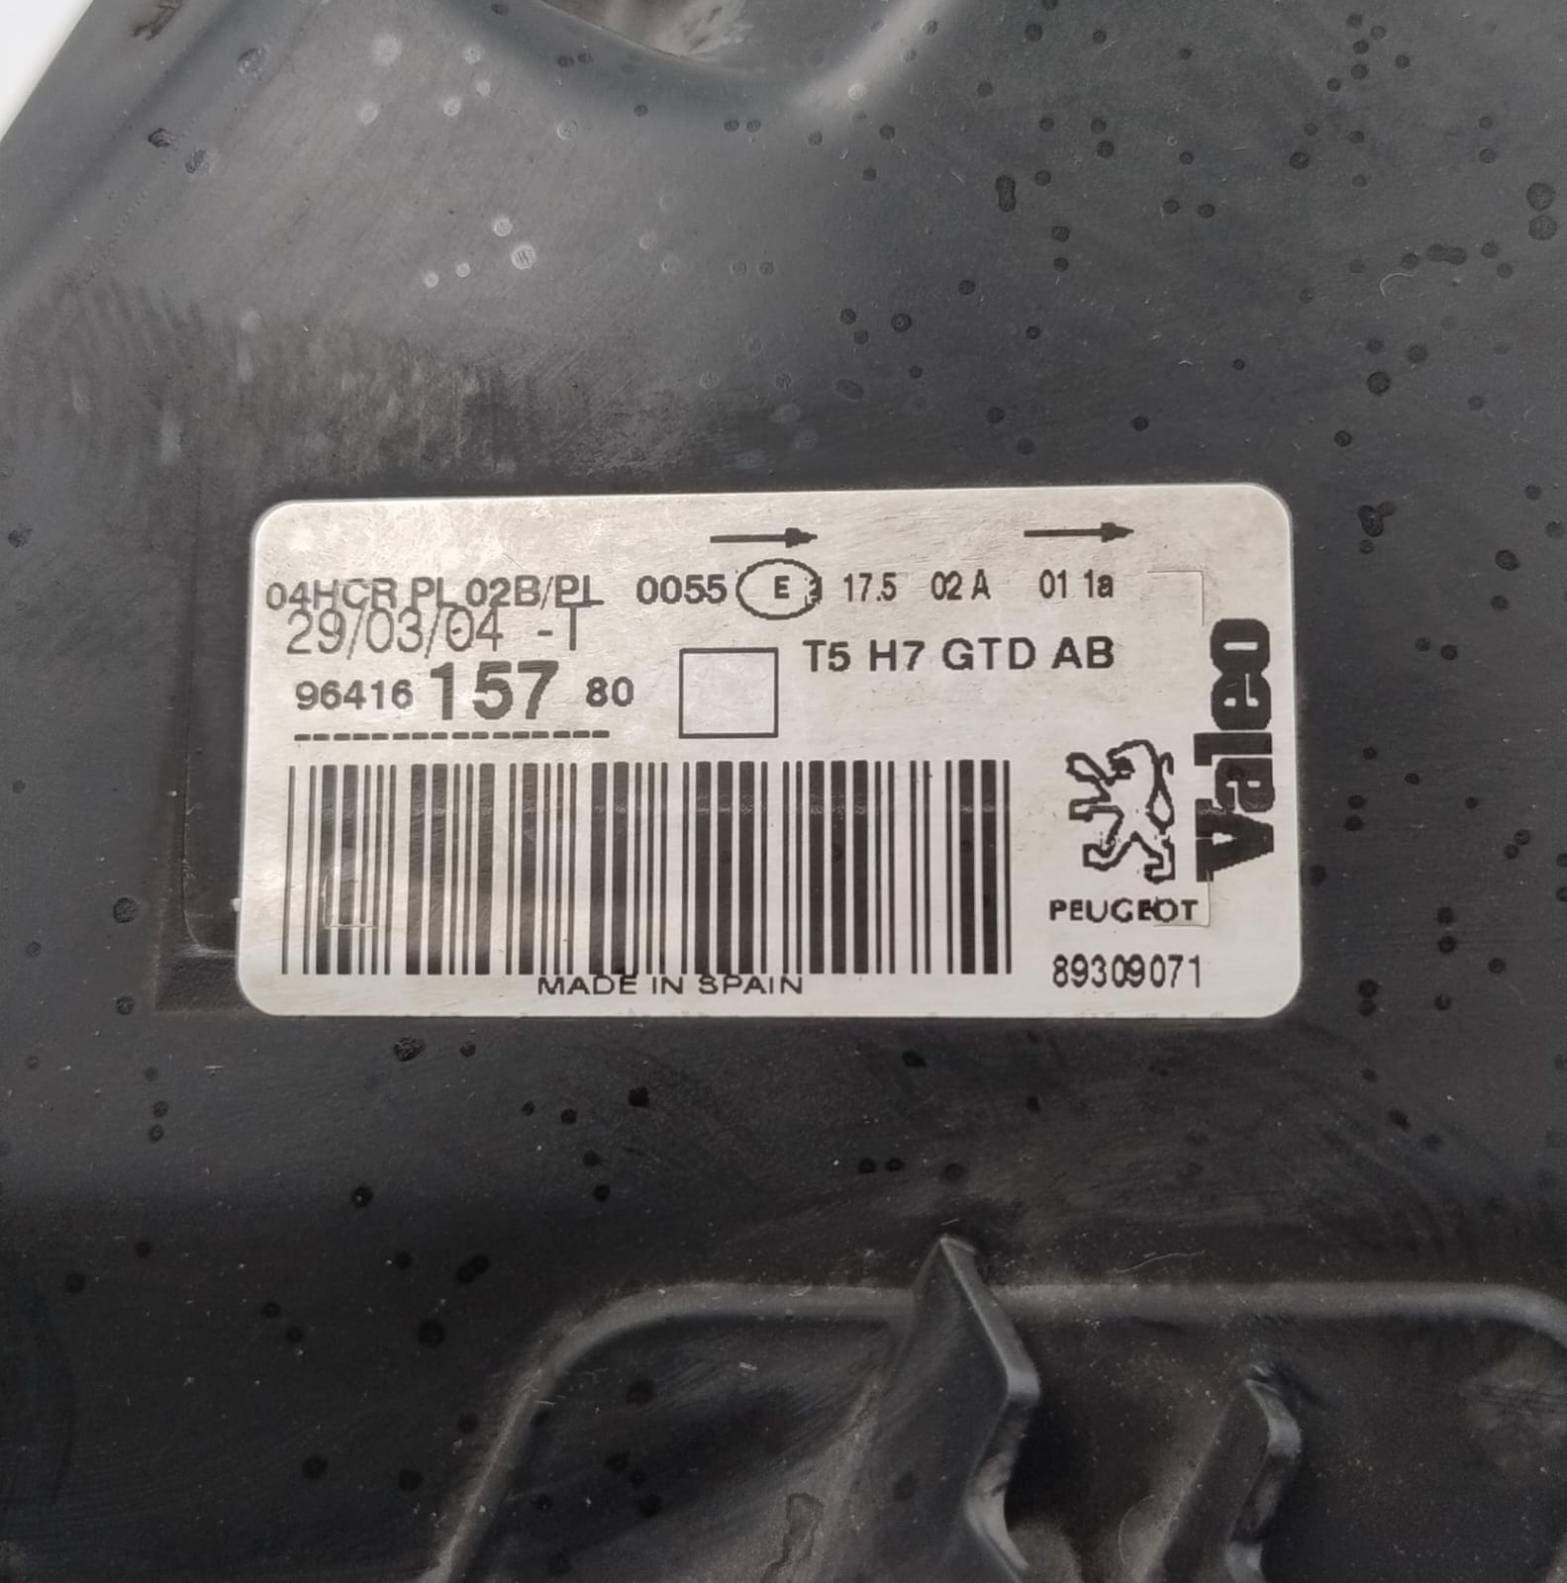 04HCR PL 02B/PL 0055 E 17.5 02 A 01 1a
29/03/04 -T
T5 H7 GTD AB
96416 157 80
Valeo
PEUGEOT
89309071
MADE IN SPAIN